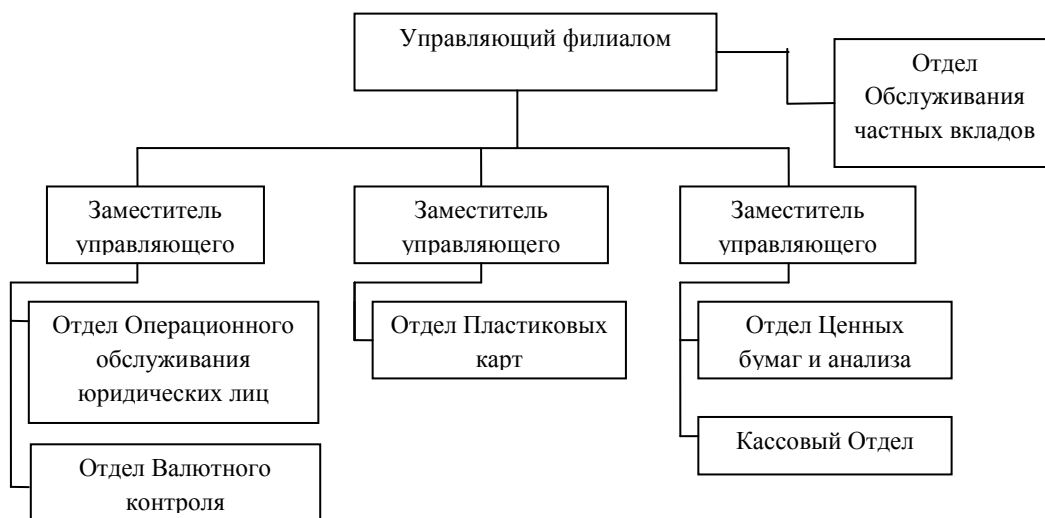 Управляющий филиалом
Отдел
Обслуживания
частных вкладов
Заместитель
управляющего
Заместитель
управляющего
Заместитель
управляющего
Отдел Операционного
обслуживания
юридических лиц
Отдел Пластиковых
карт
Отдел Ценных
бумаг и анализа
Кассовый Отдел
Отдел Валютного
контроля